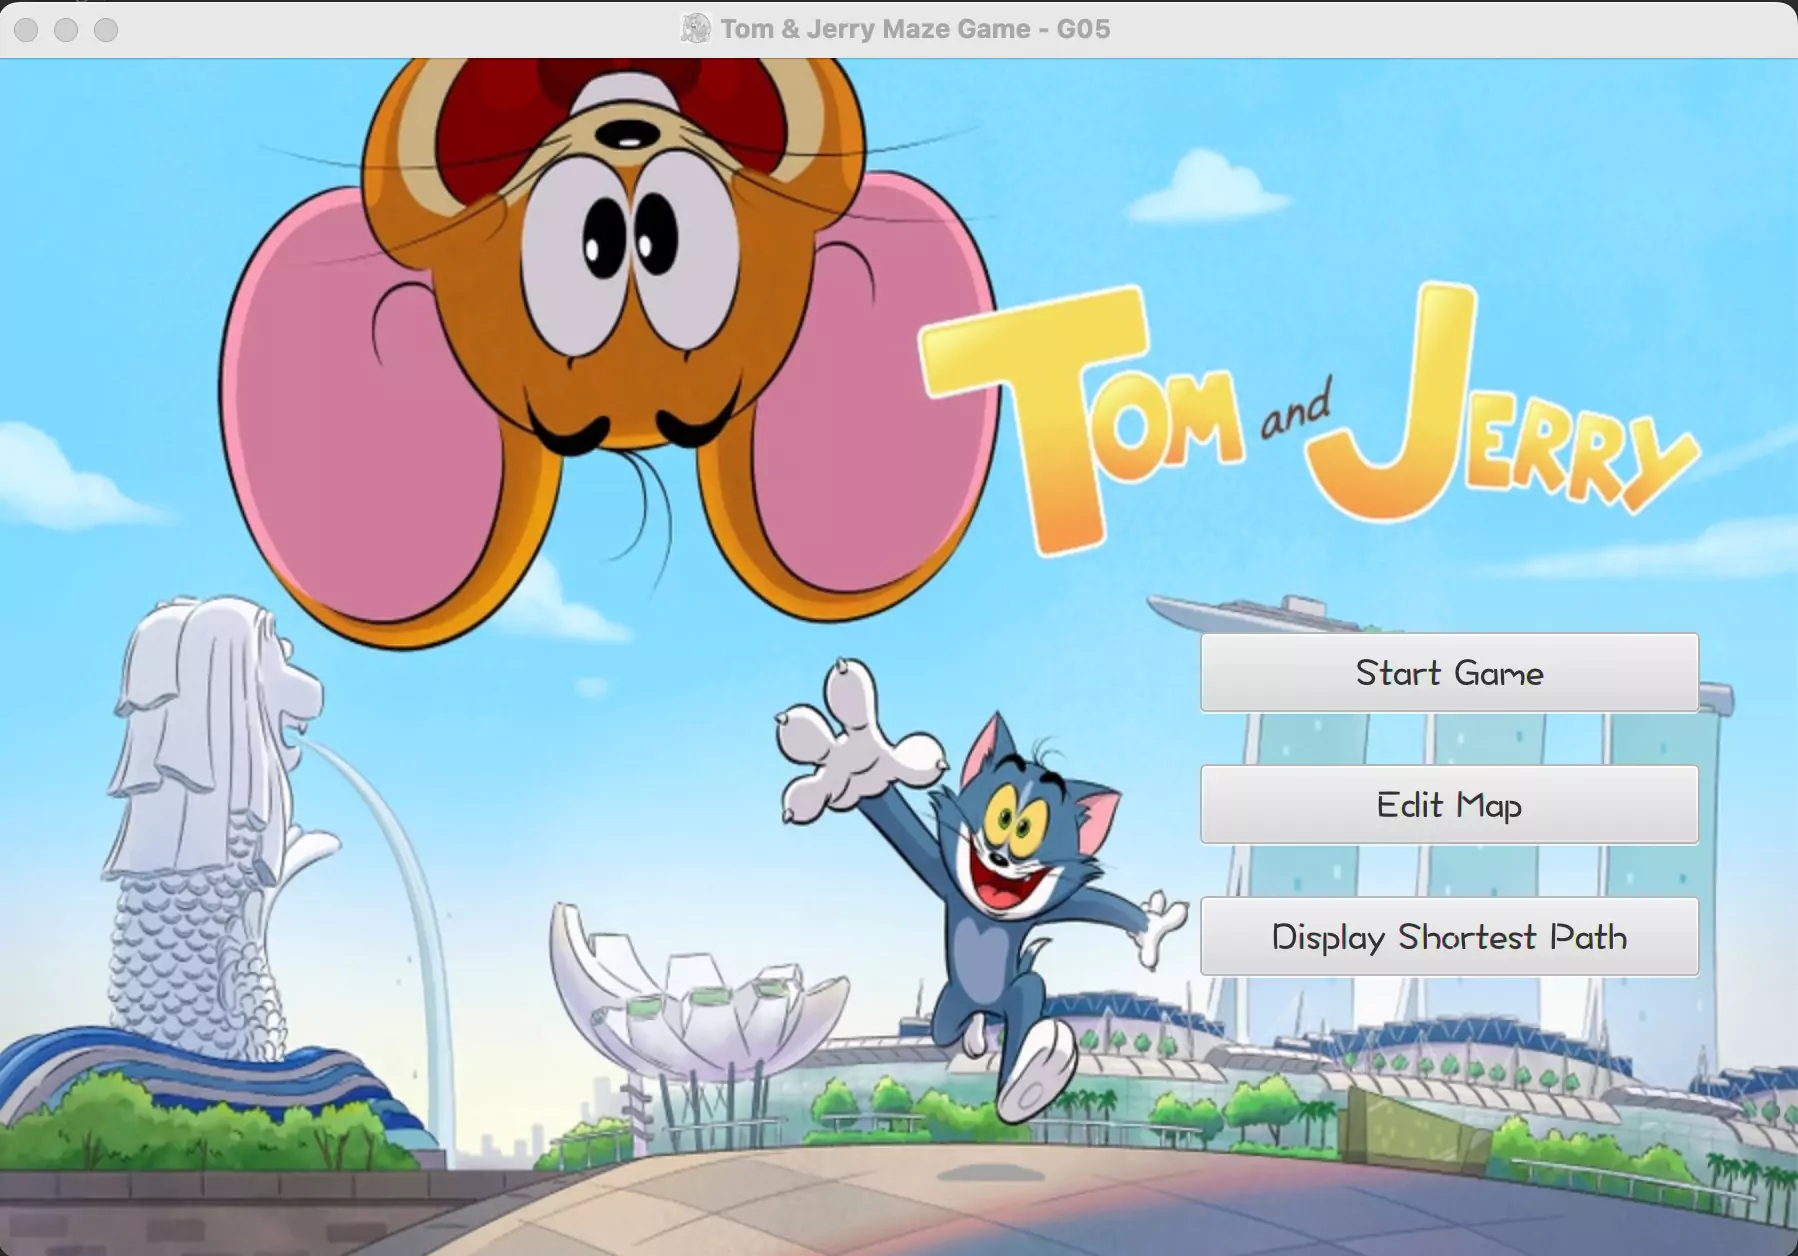 Tom & Jerry Maze Game - G05
TOM and JERRY
Start Game
Edit Map
Display Shortest Path